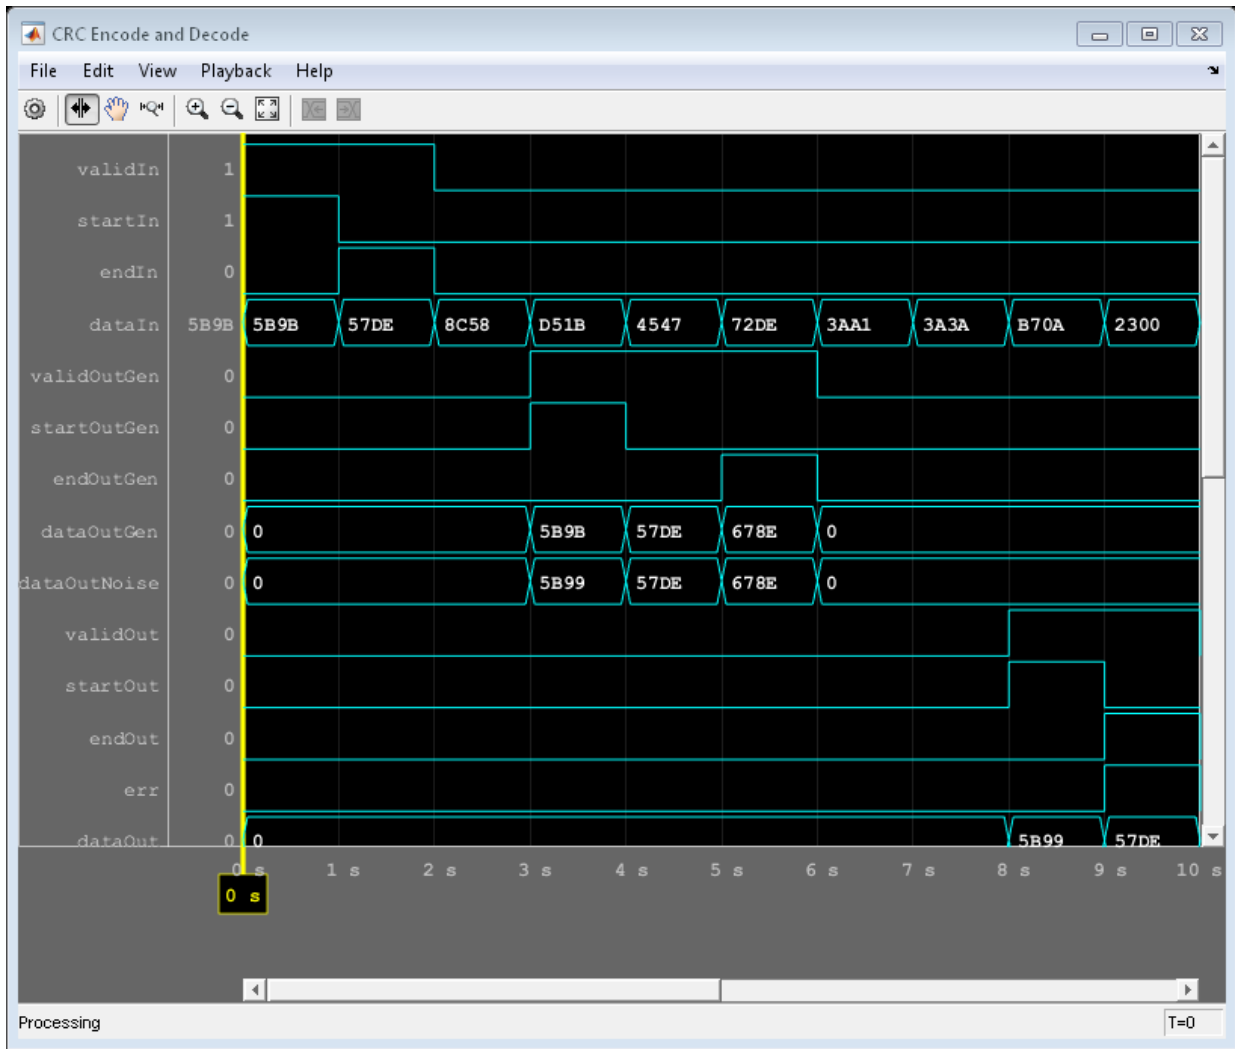 CRC Encode and Decode
File Edit View Playback Help
validIn 1
startIn 1
endIn 0
dataIn 5B9B 5B9B 57DE 8C58 D51B 4547 72DE 3AA1 3A3A B70A 2300
validOutGen 0
startOutGen 0
endOutGen 0
dataOutGen 0 0 5B9B 57DE 678E 0
dataOutNoise 0 0 5B99 57DE 678E 0
validOut 0
startOut 0
endOut 0
err 0
dataOut 0 0 5B99 57DE
0 s 1 s 2 s 3 s 4 s 5 s 6 s 7 s 8 s 9 s 10 s
0 s
Processing T=0